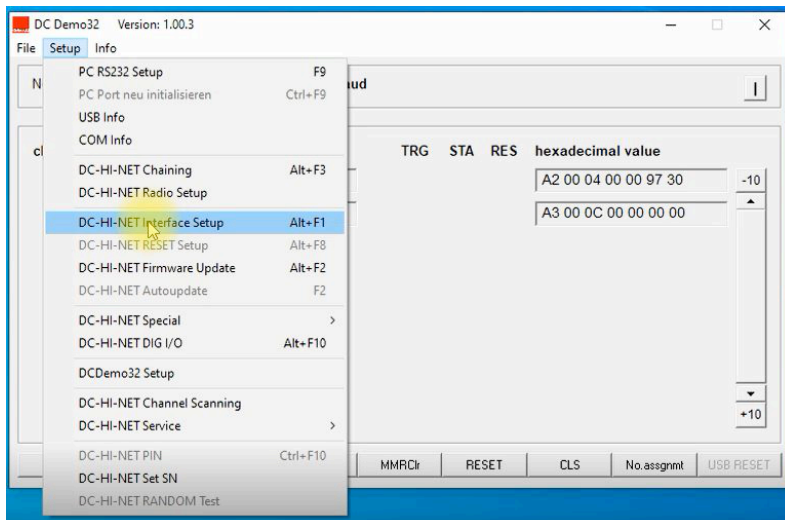 DC Demo32 Version: 1.00.3
File Setup Info
PC RS232 Setup F9
PC Port neu initialisieren Ctrl+F9
USB Info
COM Info
DC-HI-NET Chaining Alt+F3
DC-HI-NET Radio Setup
DC-HI-NET Interface Setup Alt+F1
DC-HI-NET RESET Setup Alt+F8
DC-HI-NET Firmware Update Alt+F2
DC-HI-NET Autoupdate F2
DC-HI-NET Special >
DC-HI-NET DIG I/O Alt+F10
DCDemo32 Setup
DC-HI-NET Channel Scanning
DC-HI-NET Service >
DC-HI-NET PIN Ctrl+F10
DC-HI-NET Set SN
DC-HI-NET RANDOM Test
TRG STA RES hexadecimal value
A2 00 04 00 00 97 30 -10
A3 00 0C 00 00 00 00
+10
MMRClr RESET CLS No.assgnmt USB RESET